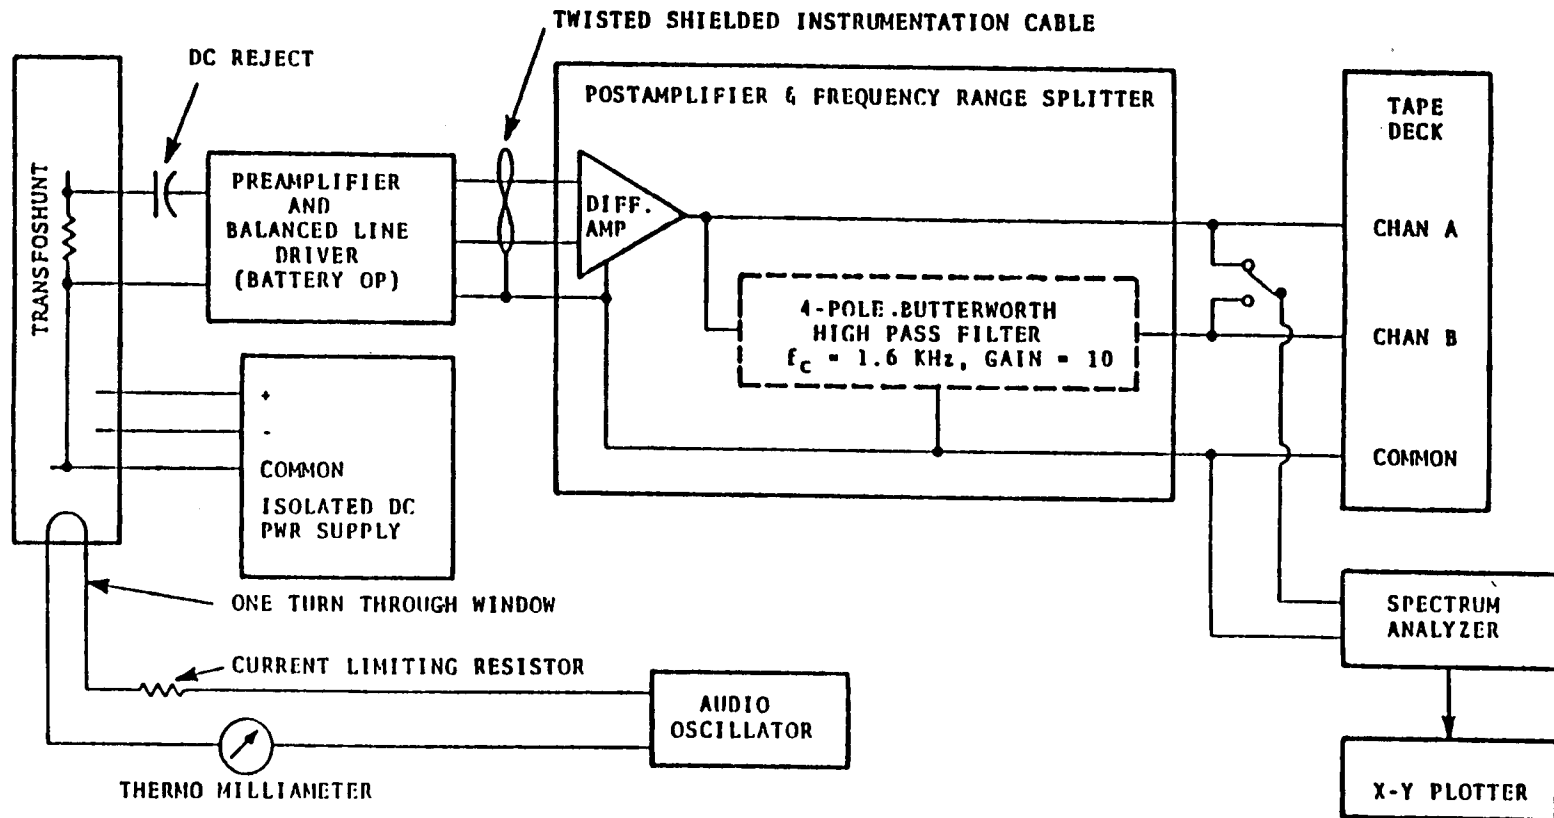 TWISTED SHIELDED INSTRUMENTATION CABLE
DC REJECT
POSTAMPLIFIER & FREQUENCY RANGE SPLITTER
TAPE
DECK
TRANSFOSHUNT
PREAMPLIFIER
AND
BALANCED LINE
DRIVER
(BATTERY OP)
DIFF.
AMP
CHAN A
4-POLE.BUTTERWORTH
HIGH PASS FILTER
fC = 1.6 KHz, GAIN = 10
CHAN B
+
-
COMMON
ISOLATED DC
PWR SUPPLY
COMMON
ONE TURN THROUGH WINDOW
SPECTRUM
ANALYZER
CURRENT LIMITING RESISTOR
AUDIO
OSCILLATOR
THERMO MILLIAMETER
X-Y PLOTTER